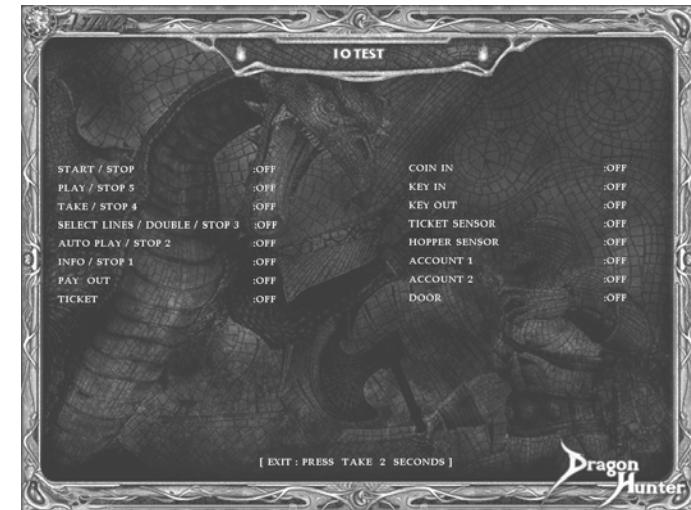 IO TEST
START / STOP :OFF
PLAY / STOP 5 :OFF
TAKE / STOP 4 :OFF
SELECT LINES / DOUBLE / STOP 3 :OFF
AUTO PLAY / STOP 2 :OFF
INFO / STOP 1 :OFF
PAY OUT :OFF
TICKET :OFF
COIN IN :OFF
KEY IN :OFF
KEY OUT :OFF
TICKET SENSOR :OFF
HOPPER SENSOR :OFF
ACCOUNT 1 :OFF
ACCOUNT 2 :OFF
DOOR :OFF
[ EXIT : PRESS TAKE 2 SECONDS ]
Dragon
Hunter